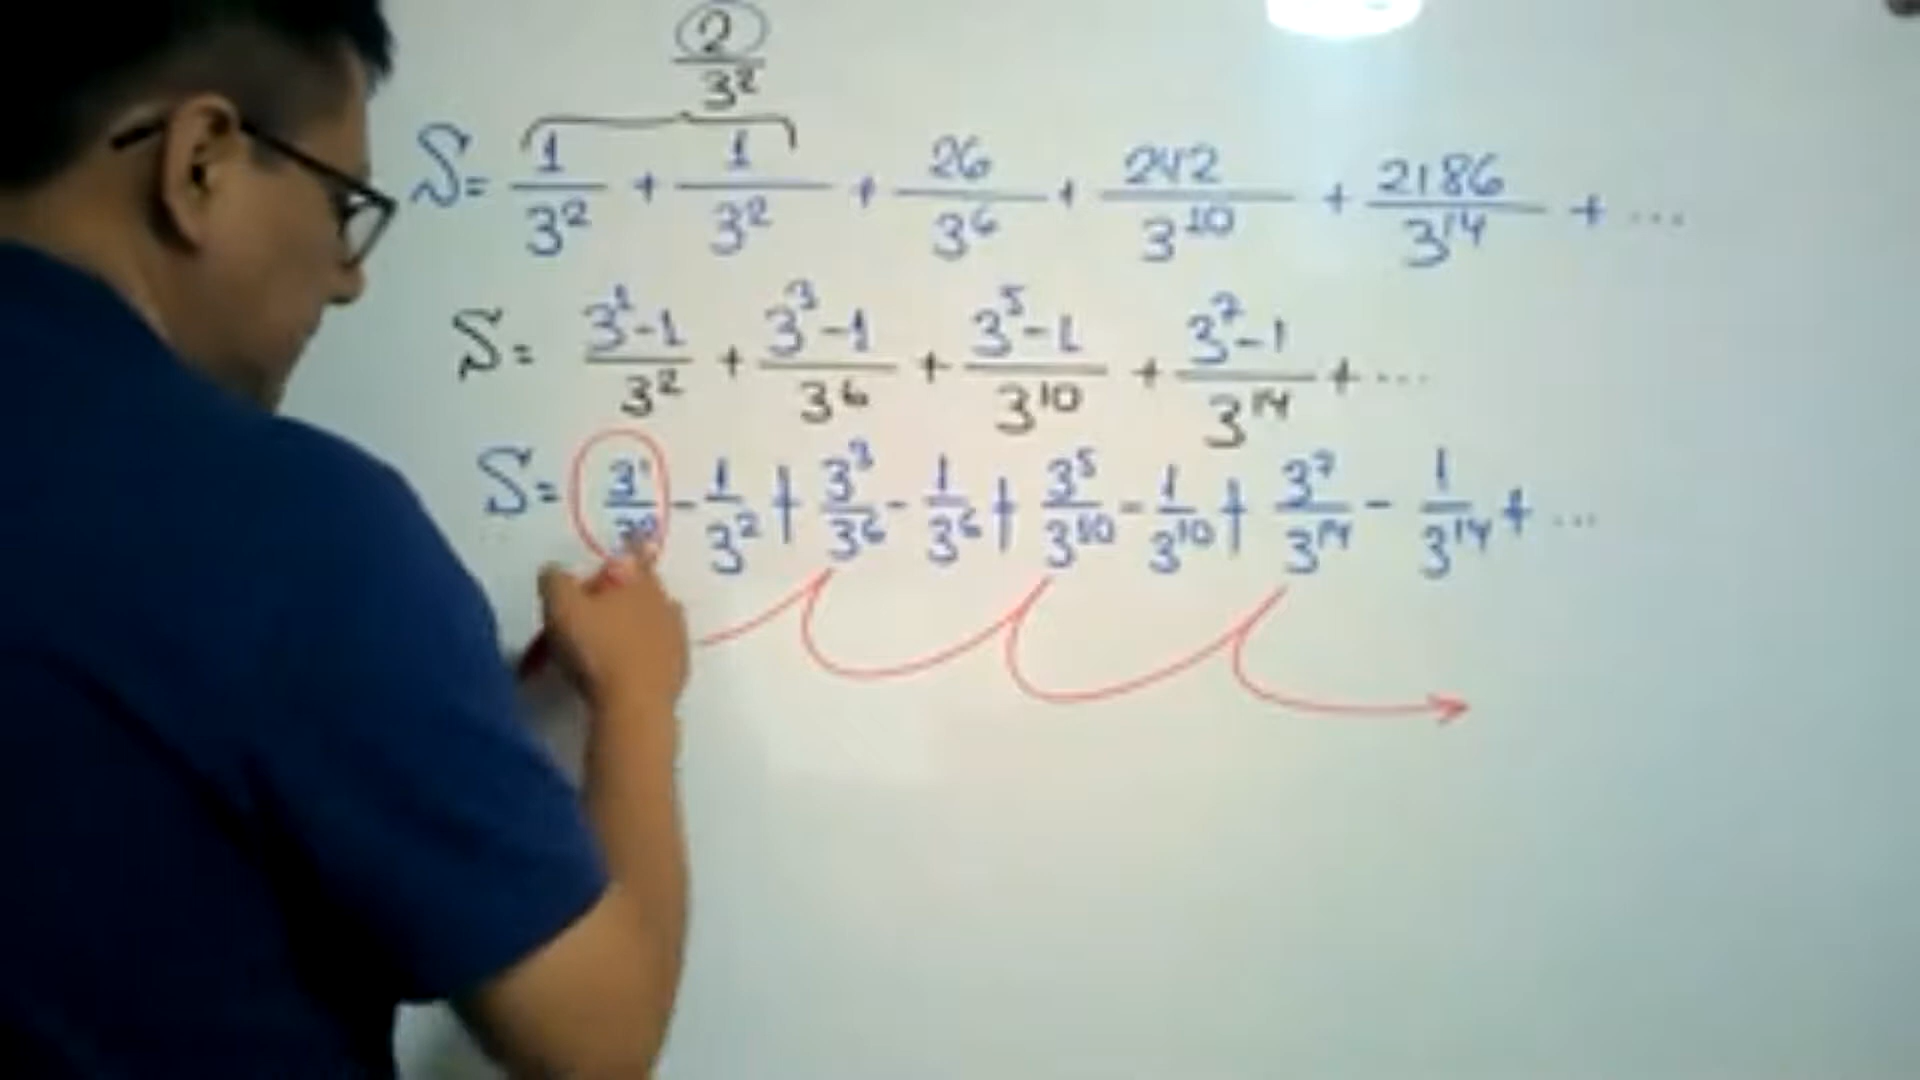 2/3²
S = 1/3² + 1/3² + 26/3⁶ + 242/3¹⁰ + 2186/3¹⁴ + ...
S = 3¹-1/3² + 3³-1/3⁶ + 3⁵-1/3¹⁰ + 3⁷-1/3¹⁴ + ...
S = 3¹/3² - 1/3² + 3³/3⁶ - 1/3⁶ + 3⁵/3¹⁰ - 1/3¹⁰ + 3⁷/3¹⁴ - 1/3¹⁴ + ...